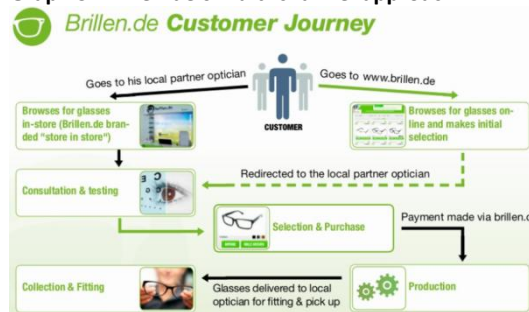 Brillen.de Customer Journey
Goes to his local partner optician
Goes to www.brillen.de
Browses for glasses
in-store (Brillen.de bran-
ded "store in store")
CUSTOMER
Browses for glasses on-
line and makes initial
selection
Redirected to the local partner optician
Consultation & testing
Selection & Purchase
Payment made via brillen.d
Collection & Fitting
Glasses delivered to local
optician for fitting & pick up
Production